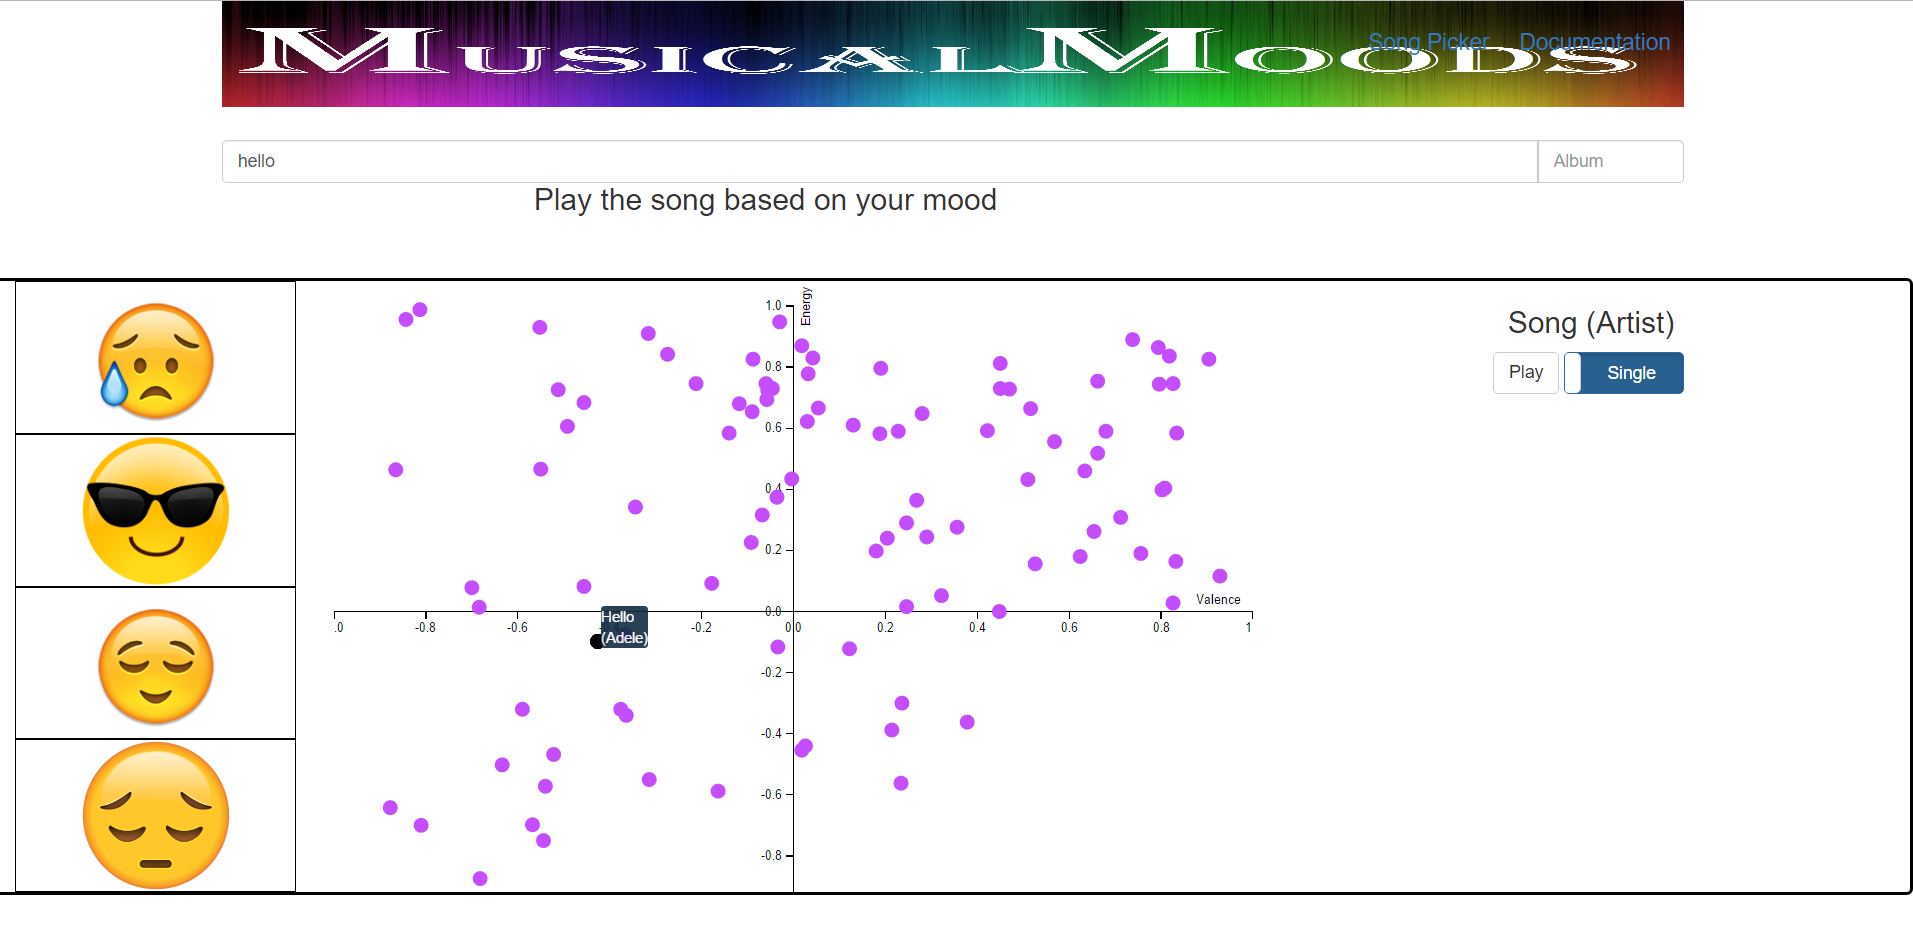 MUSICALMOODS
Song Picker Documentation
hello Album
Play the song based on your mood
Song (Artist)
Play Single
Energy
1.0
0.8
0.6
0.4
0.2
0.0
-0.2
-0.4
-0.6
-0.8
Valence
.0 -0.8 -0.6 -0.2 0.0 0.2 0.4 0.6 0.8 1
Hello
(Adele)